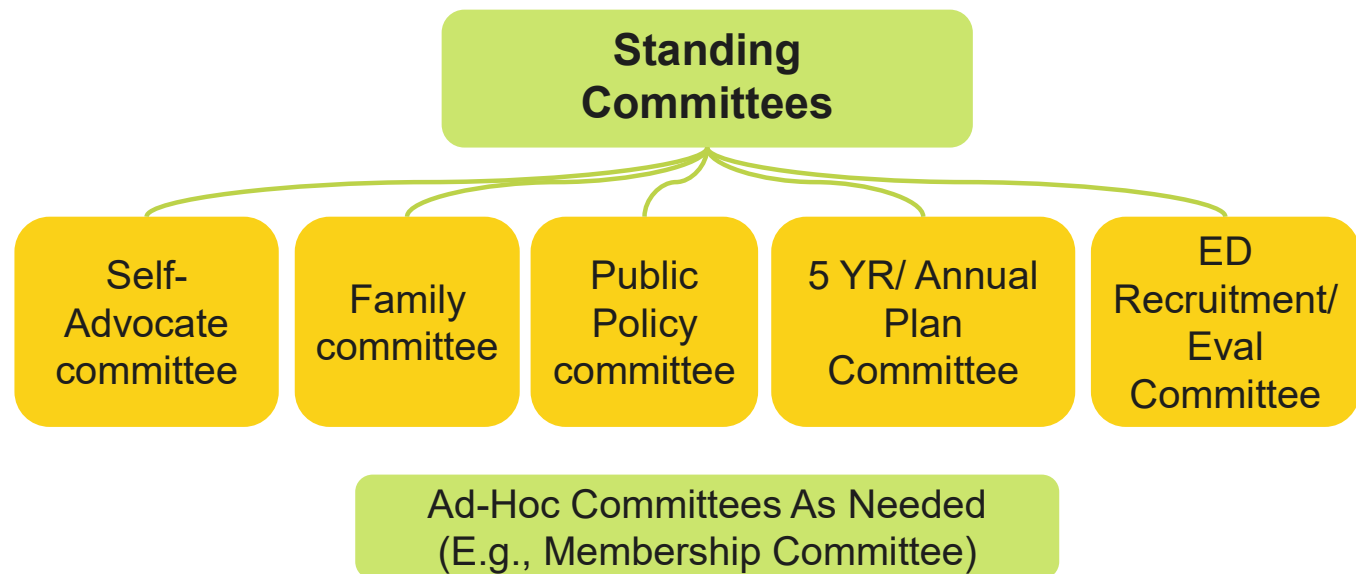 Standing
Committees
Self-
Advocate
committee
Family
committee
Public
Policy
committee
5 YR/ Annual
Plan
Committee
ED
Recruitment/
Eval
Committee
Ad-Hoc Committees As Needed
(E.g., Membership Committee)